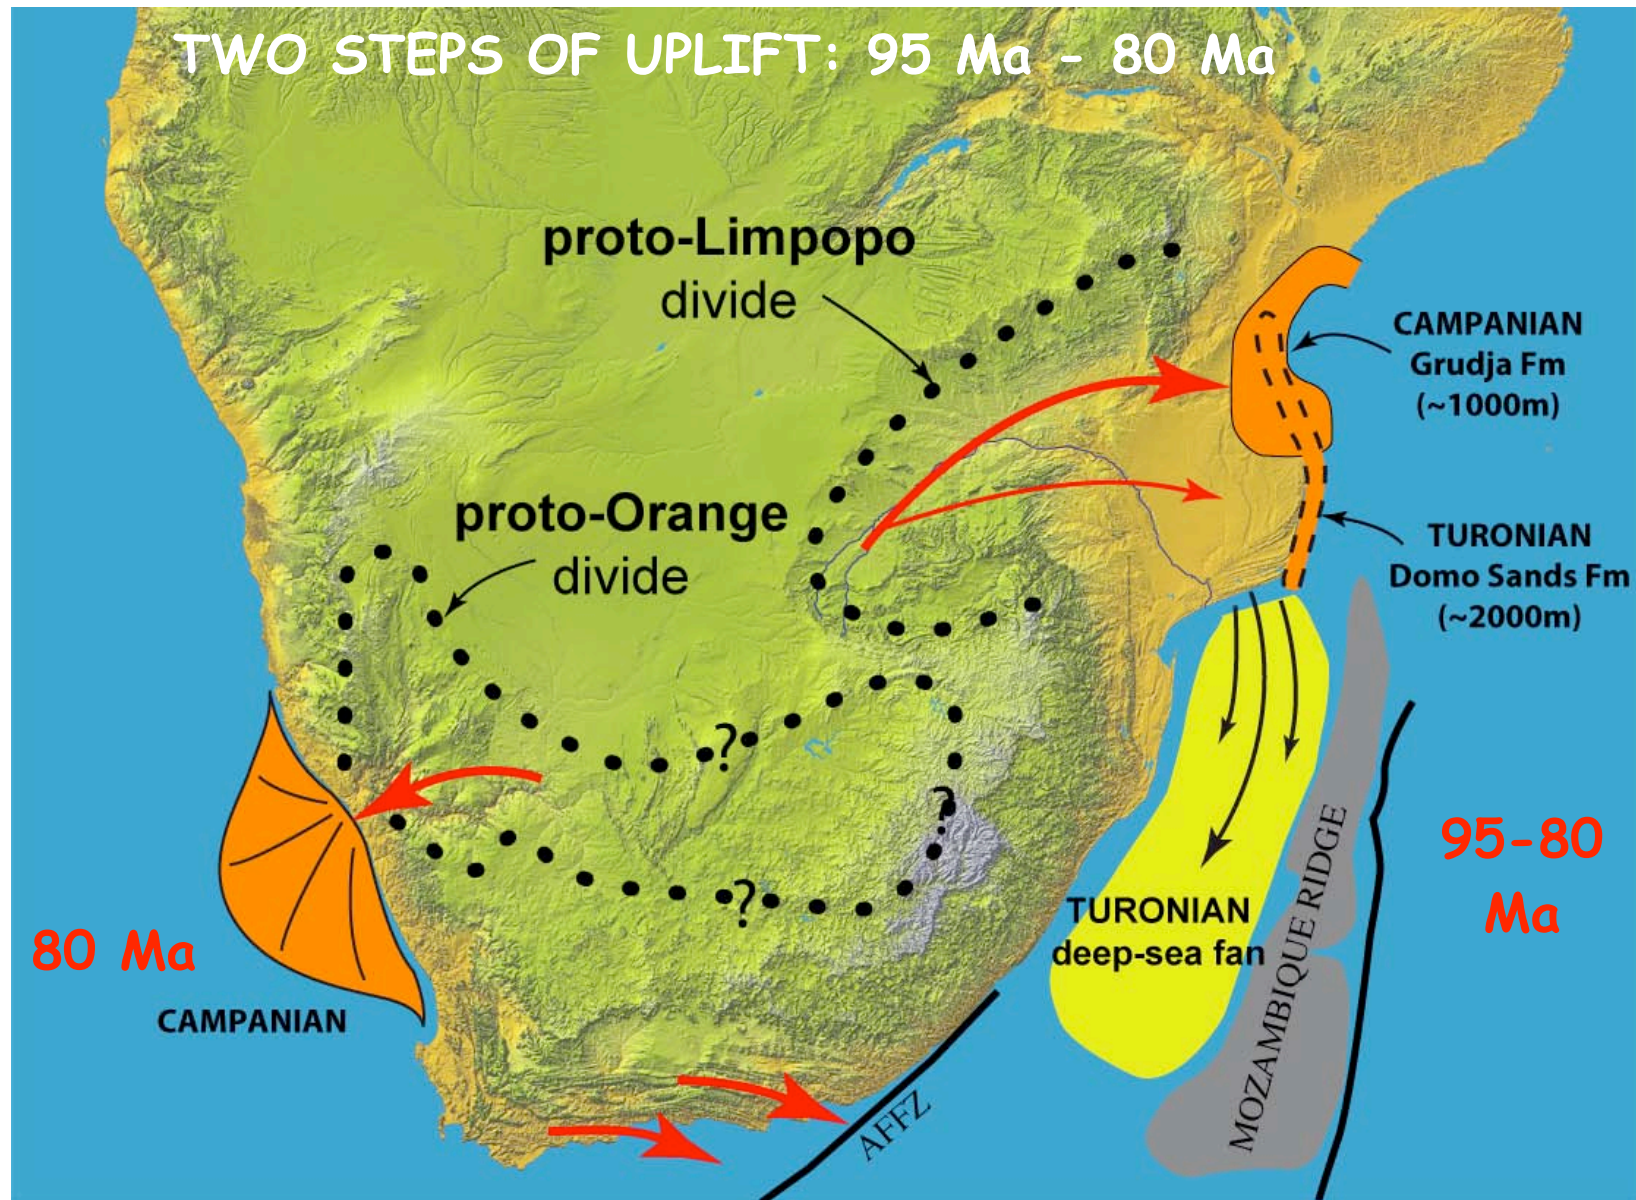 TWO STEPS OF UPLIFT: 95 Ma - 80 Ma
proto-Limpopo
divide
CAMPANIAN
Grudja Fm
(~1000m)
proto-Orange
divide
TURONIAN
Domo Sands Fm
(~2000m)
?
?
?
95-80
Ma
80 Ma
CAMPANIAN
TURONIAN
deep-sea fan
MOZAMBIQUE RIDGE
AFFZ